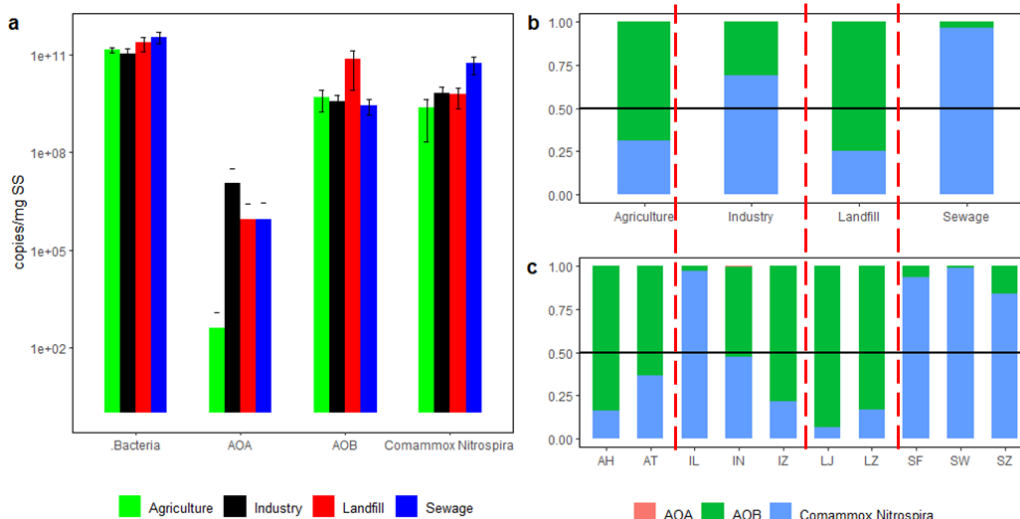 a
copies/mg SS
1e+11
1e+08
1e+05
1e+02
.Bacteria AOA AOB Comammox Nitrospira
Agriculture Industry Landfill Sewage
b
1.00
0.75
0.50
0.25
0.00
Agriculture Industry Landfill Sewage
c
1.00
0.75
0.50
0.25
0.00
AH AT IL IN IZ LJ LZ SF SW SZ
AOA AOB Comammox Nitrospira